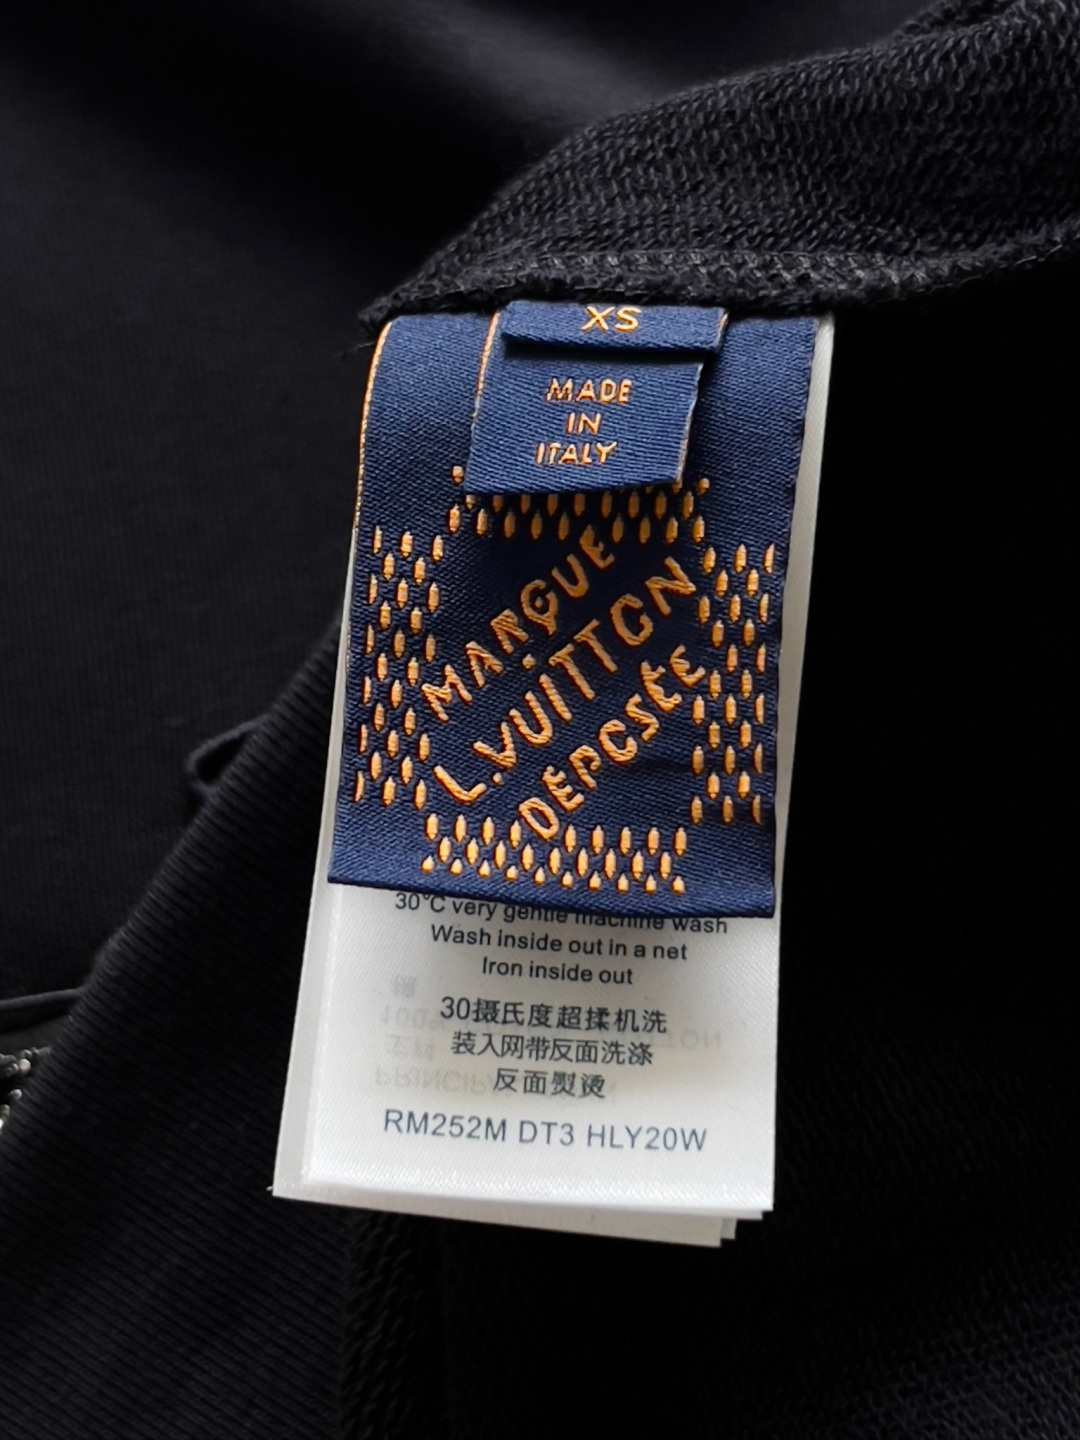 XS
MADE
IN
ITALY
MARQUE
L.VUITTON
DÉPOSÉE
30°C very gentle machine wash
Wash inside out in a net
Iron inside out
30摄氏度超揉机洗
装入网带反面洗涤
反面熨烫
RM252M DT3 HLY20W